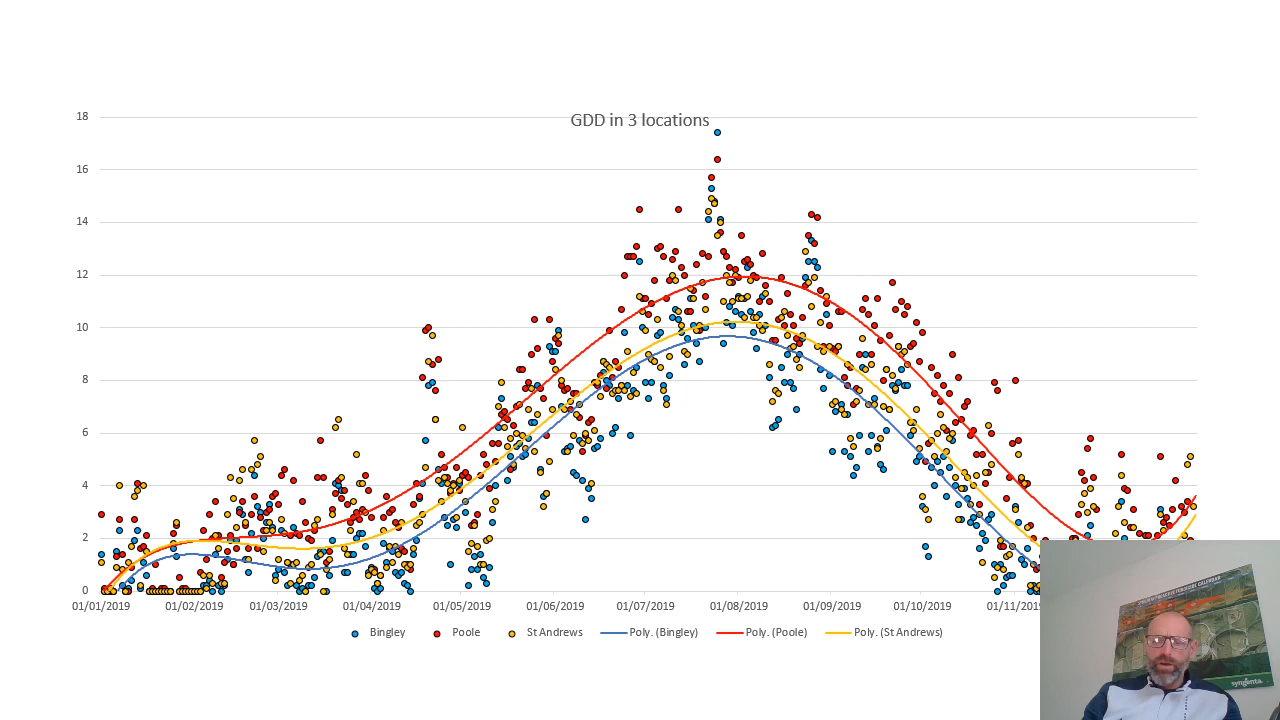 GDD in 3 locations
18
16
14
12
10
8
6
4
2
0
01/01/2019 01/02/2019 01/03/2019 01/04/2019 01/05/2019 01/06/2019 01/07/2019 01/08/2019 01/09/2019 01/10/2019 01/11/2019
Bingley Poole St Andrews Poly. (Bingley) Poly. (Poole) Poly. (St Andrews)
syngenta